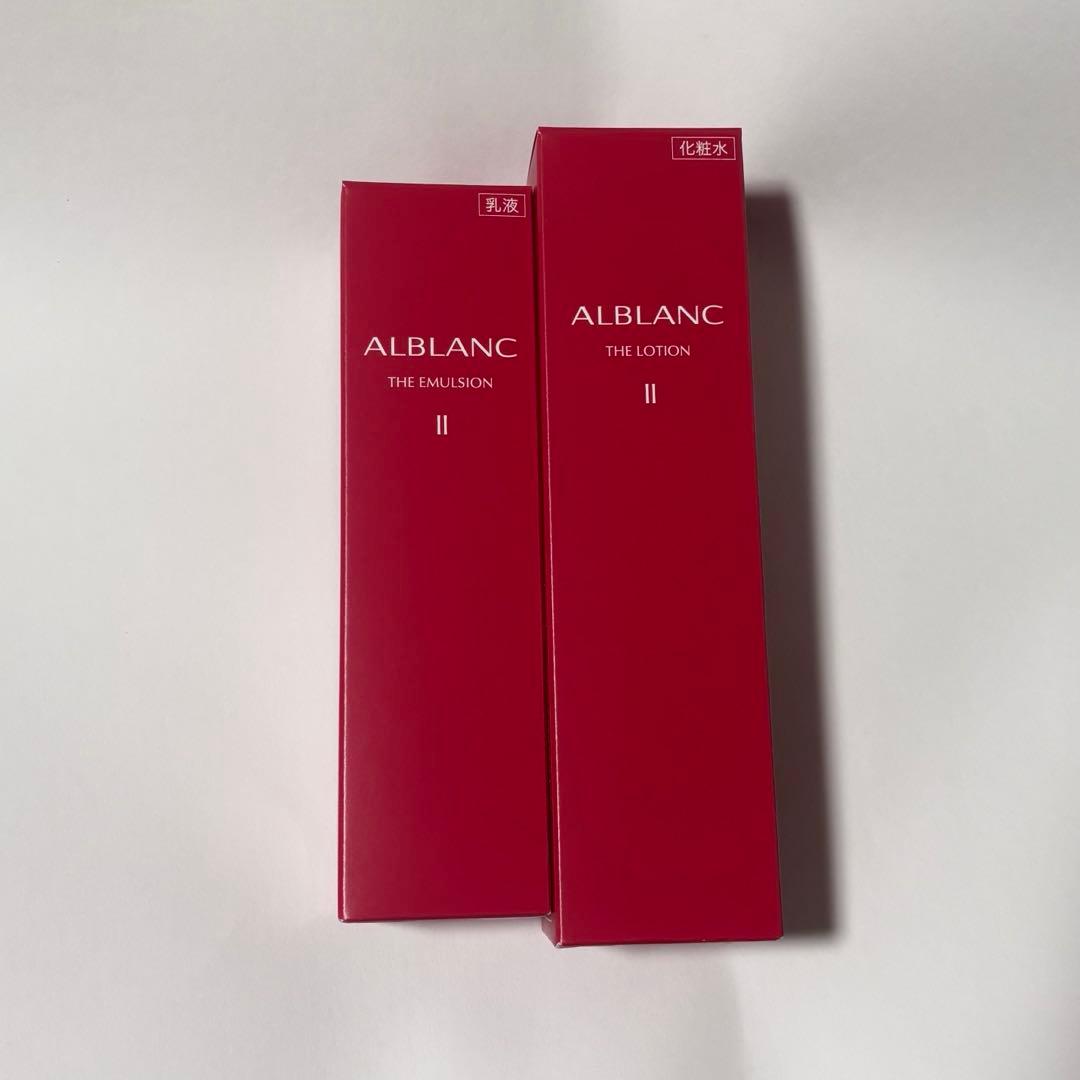 乳液
ALBLANC
THE EMULSION
II
化粧水
ALBLANC
THE LOTION
II